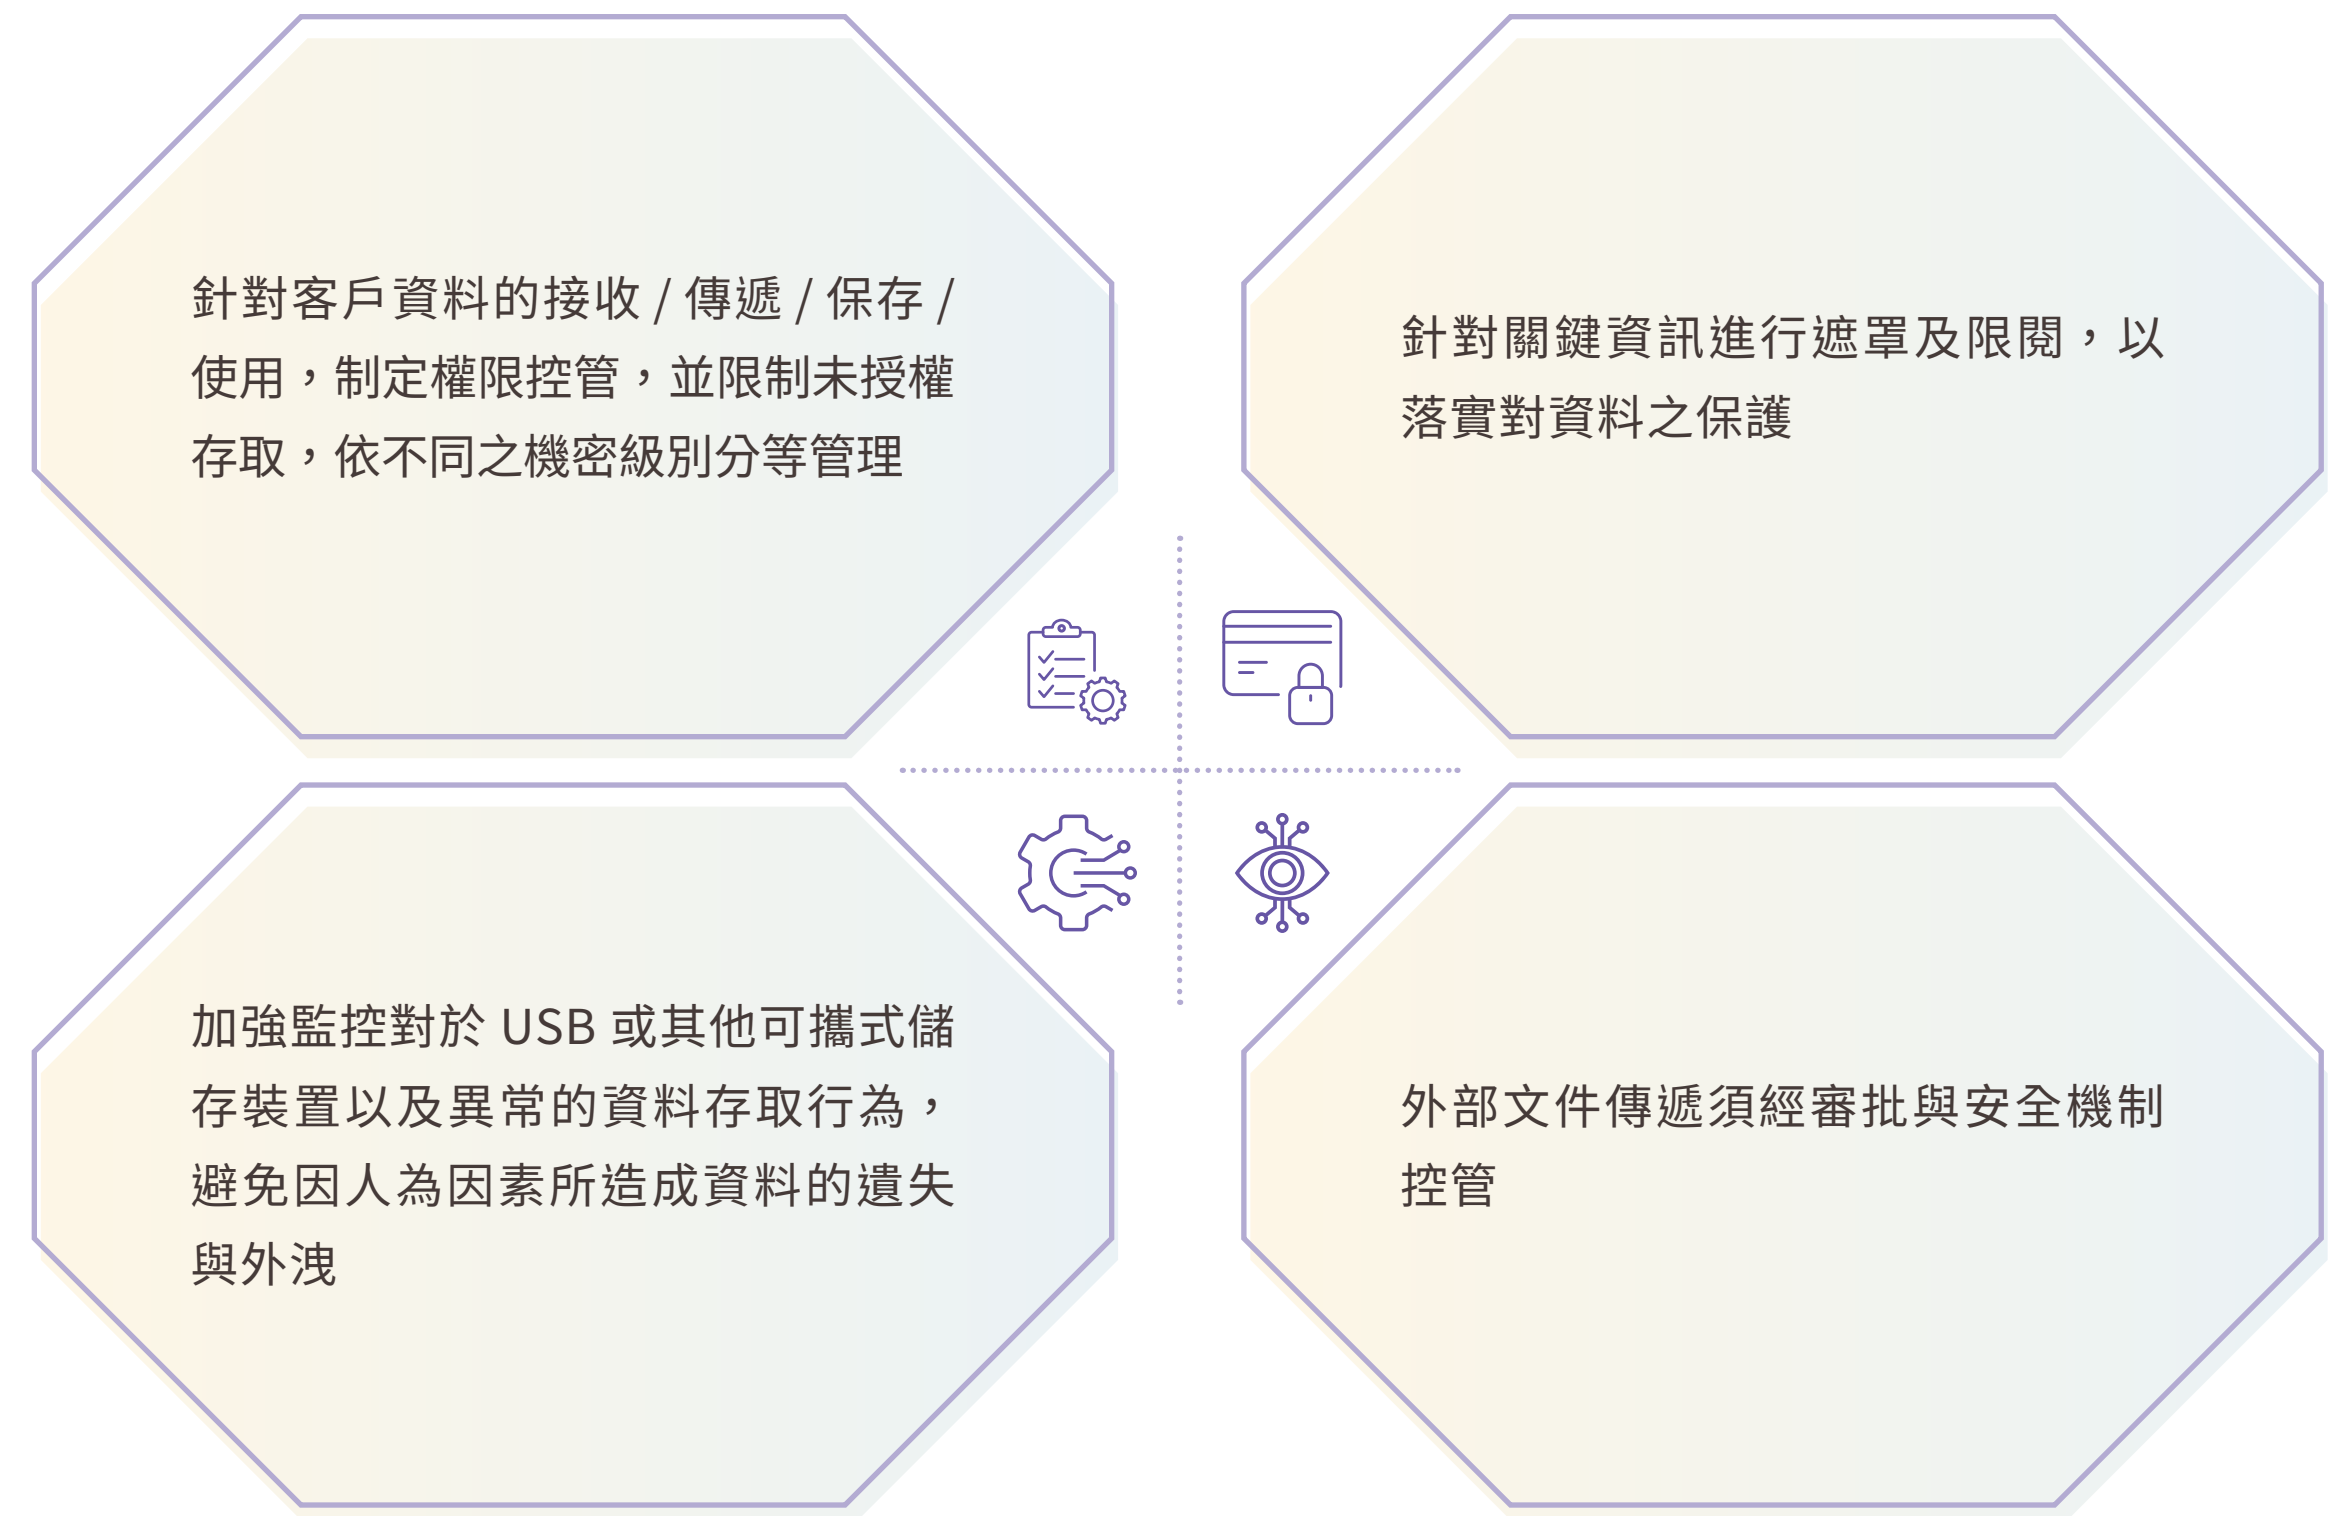 針對客戶資料的接收 / 傳遞 / 保存 /
使用，制定權限控管，並限制未授權
存取，依不同之機密級別分等管理
針對關鍵資訊進行遮罩及限閱，以
落實對資料之保護
加強監控對於 USB 或其他可攜式儲
存裝置以及異常的資料存取行為，
避免因人為因素所造成資料的遺失
與外洩
外部文件傳遞須經審批與安全機制
控管